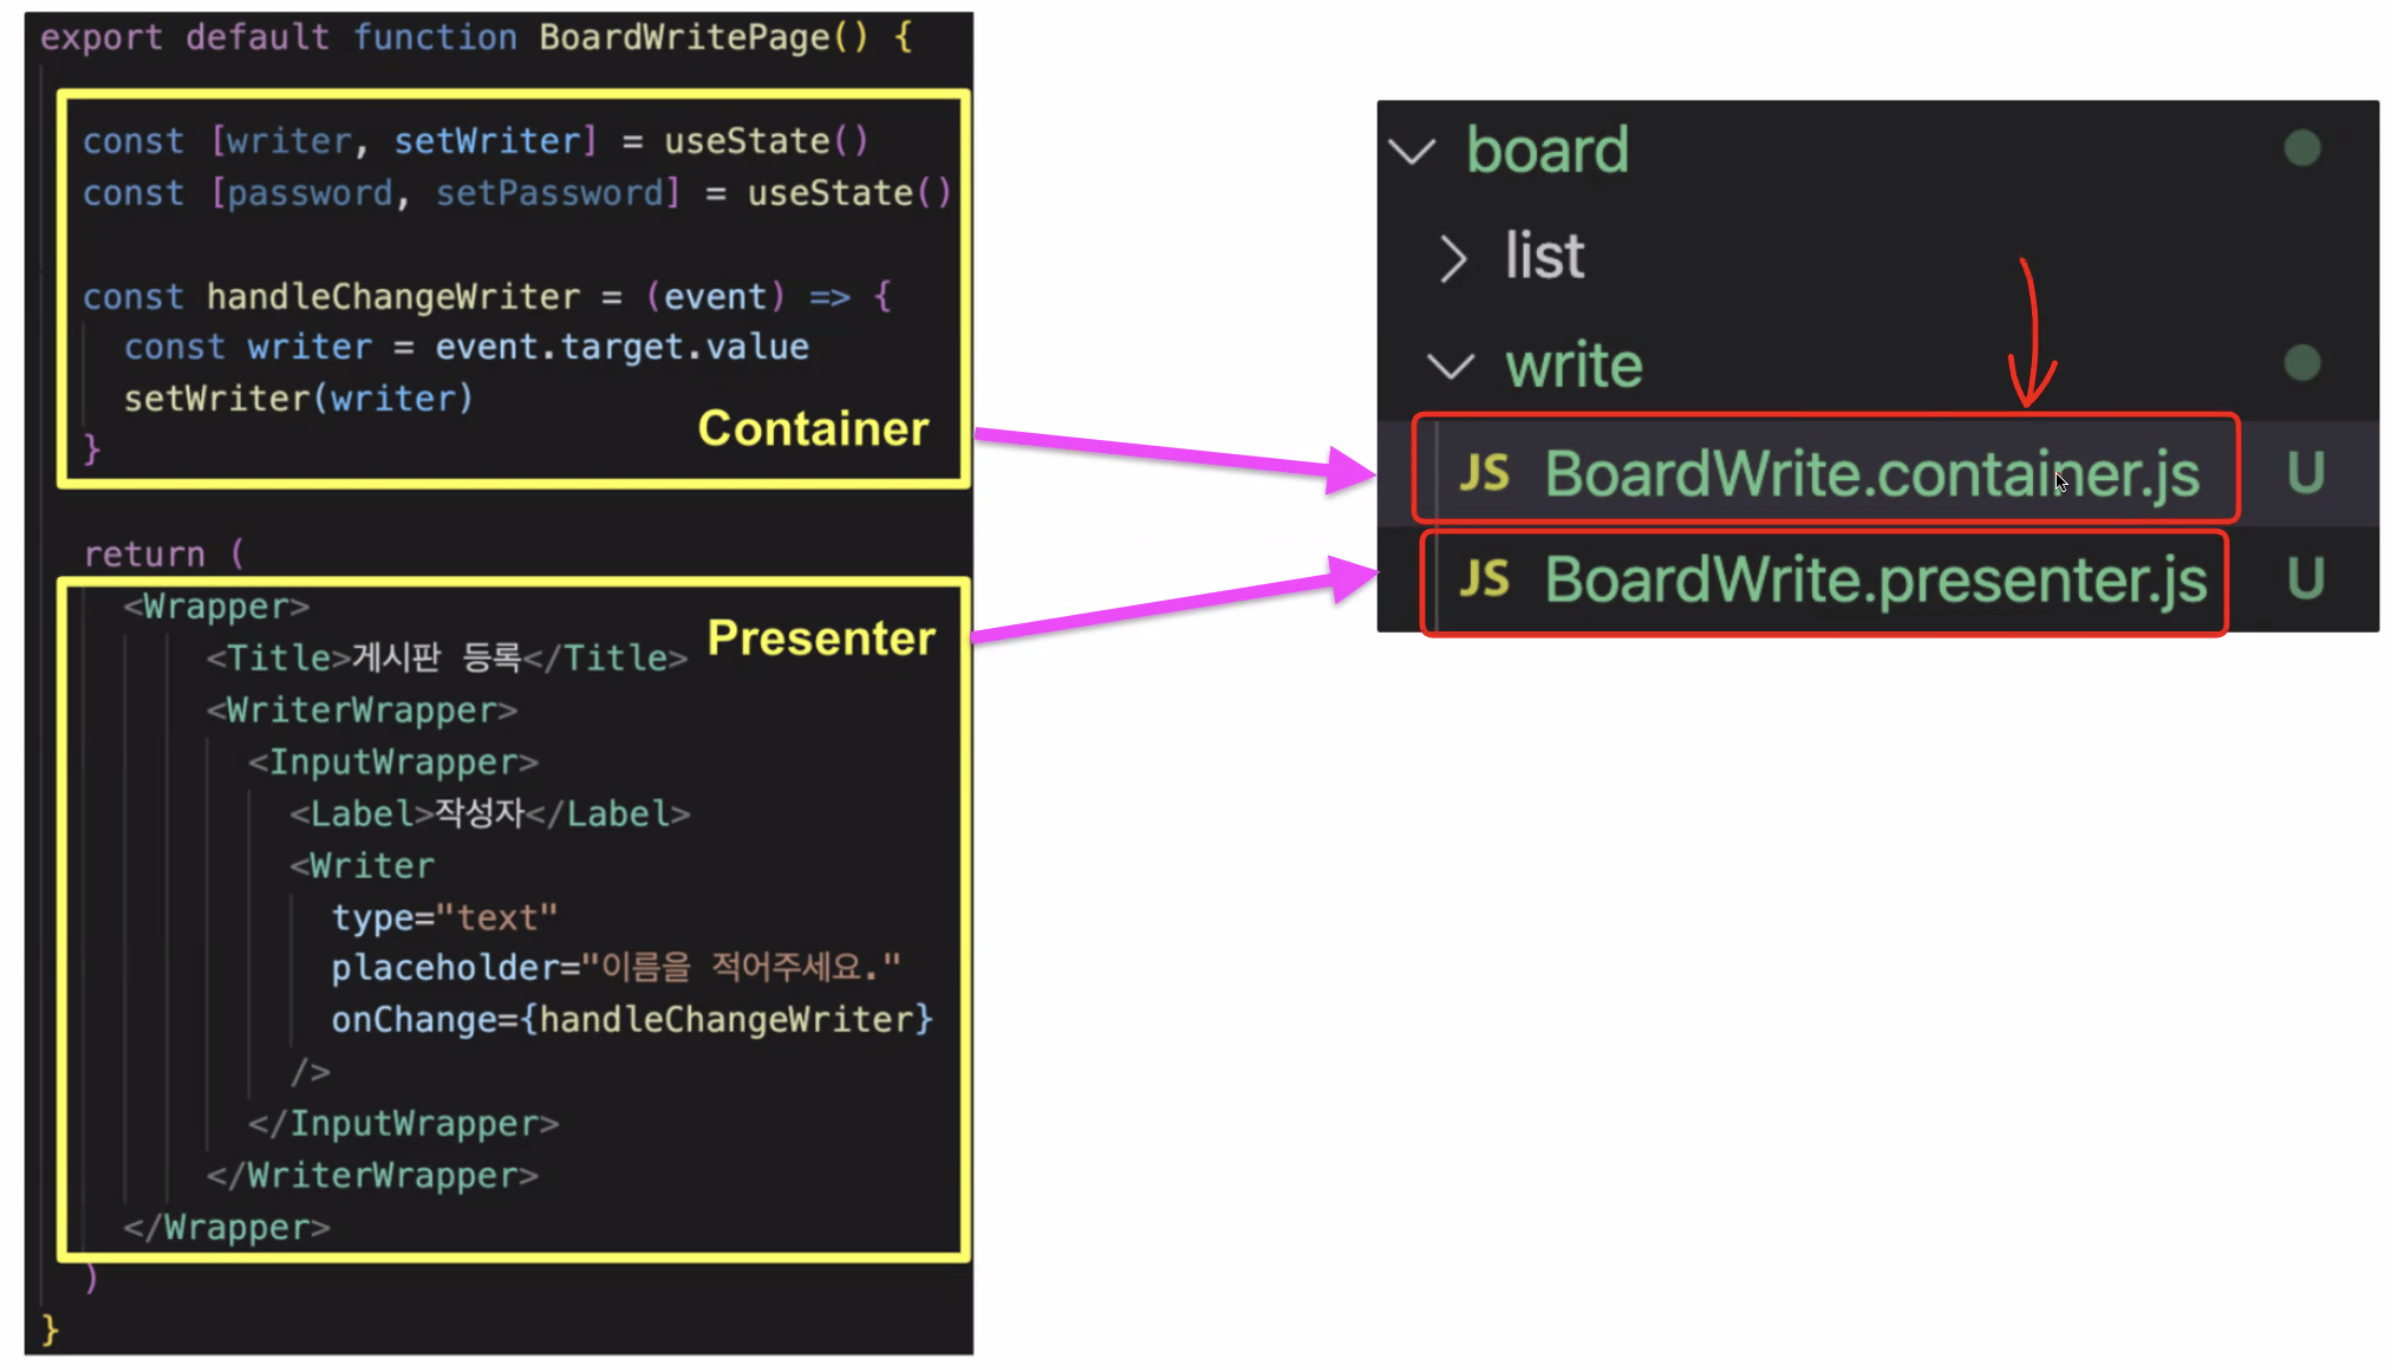 export default function BoardWritePage() {
const [writer, setWriter] = useState()
const [password, setPassword] = useState()
const handleChangeWriter = (event) => {
const writer = event.target.value
setWriter(writer)
}
Container
return (
<Wrapper>
Presenter
<Title>게시판 등록</Title>
<WriterWrapper>
<InputWrapper>
<Label>작성자</Label>
<Writer
type="text"
placeholder="이름을 적어주세요."
onChange={handleChangeWriter}
/>
</InputWrapper>
</WriterWrapper>
</Wrapper>
)
}
board
list
write
JS BoardWrite.container.js U
JS BoardWrite.presenter.js U